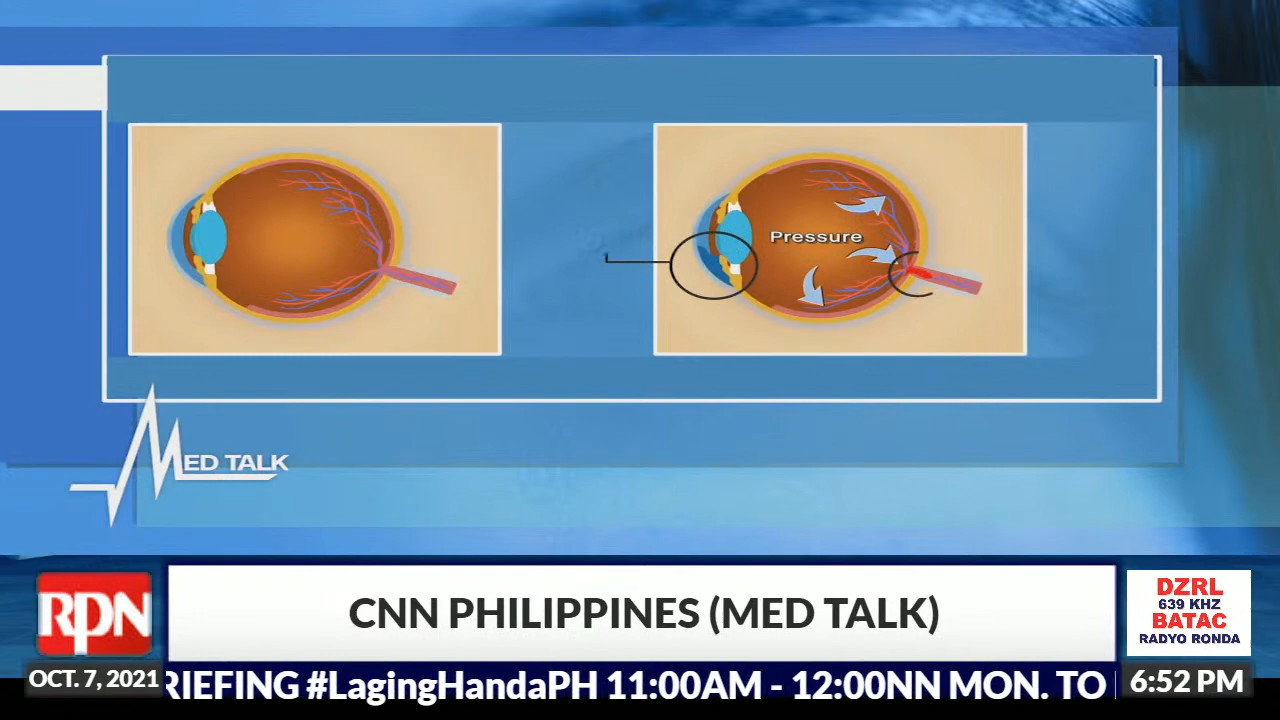 Pressure
MED TALK
RPN
CNN PHILIPPINES (MED TALK)
DZRL
639 KHZ
BATAC
RADYO RONDA
OCT. 7, 2021
RIEFING #LagingHandaPH 11:00AM - 12:00NN MON. TO
6:52 PM